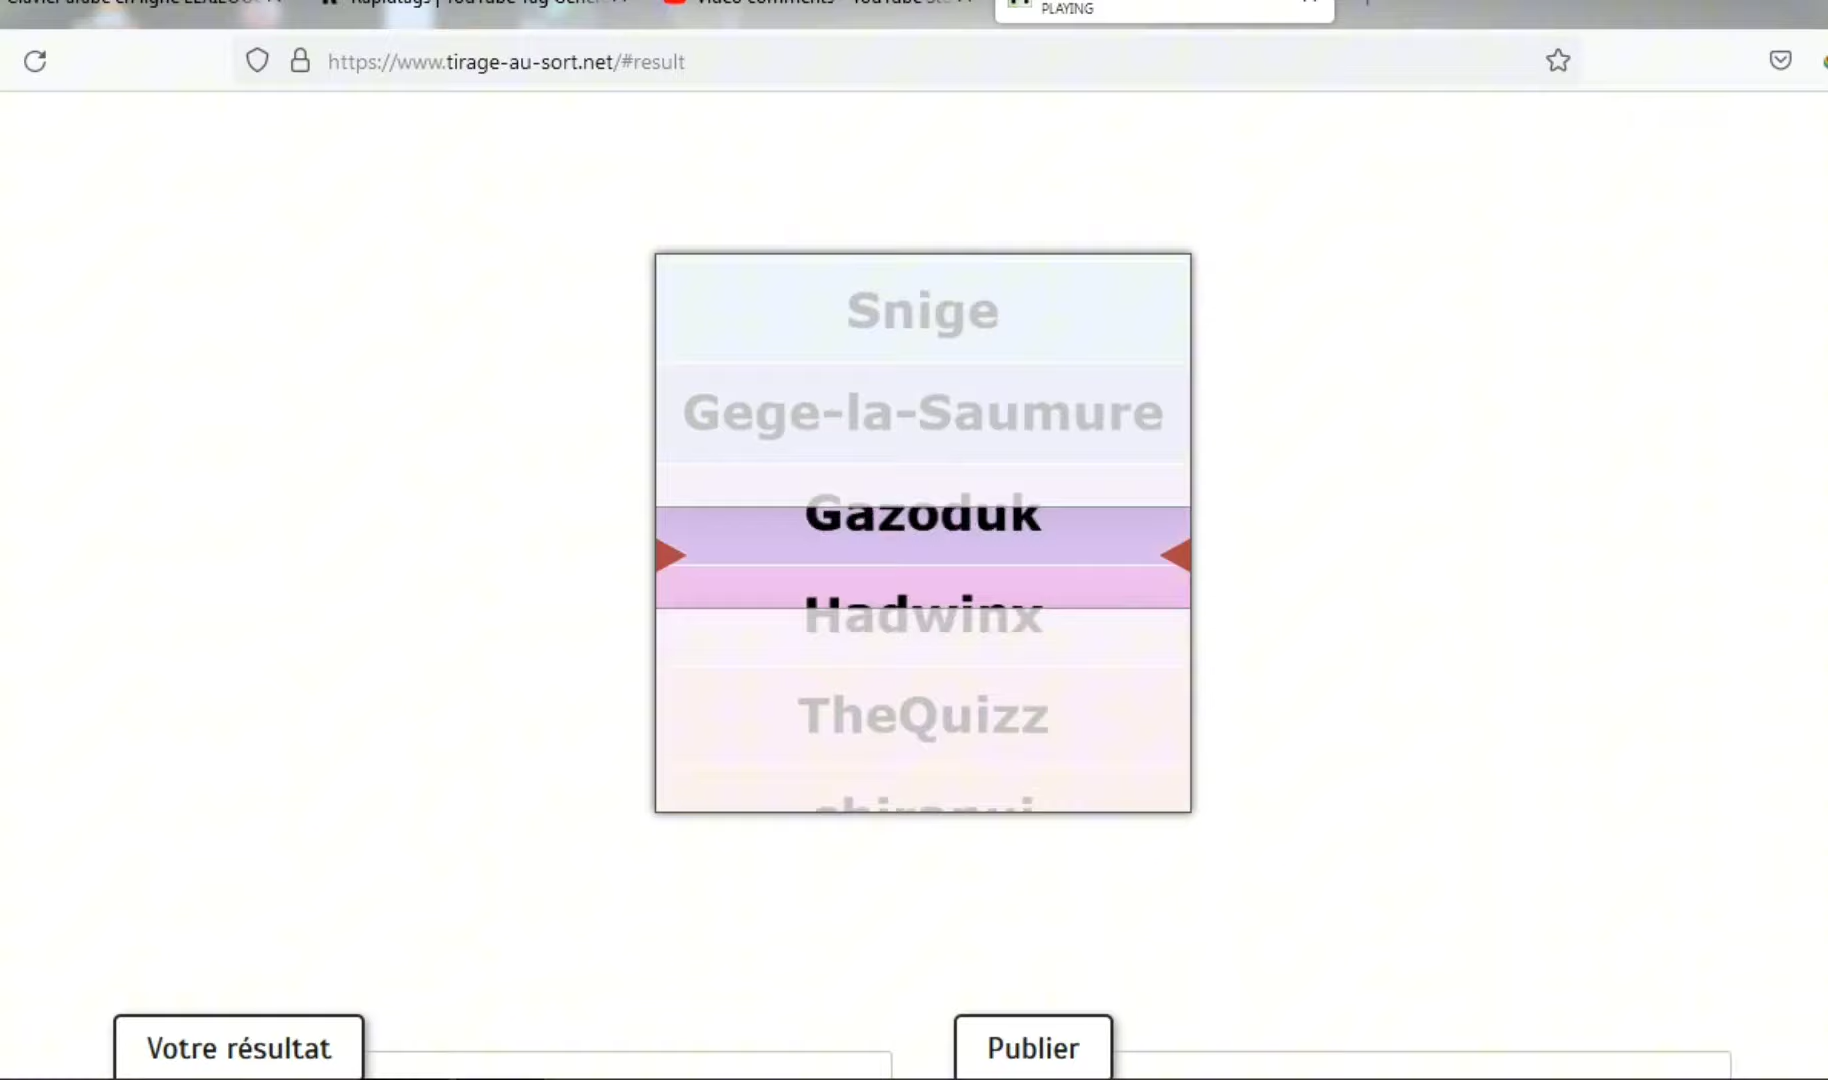 PLAYING
https://www.tirage-au-sort.net/#result
Snige
Gege-la-Saumure
Gazoduk
Hadwinx
TheQuizz
Votre résultat
Publier